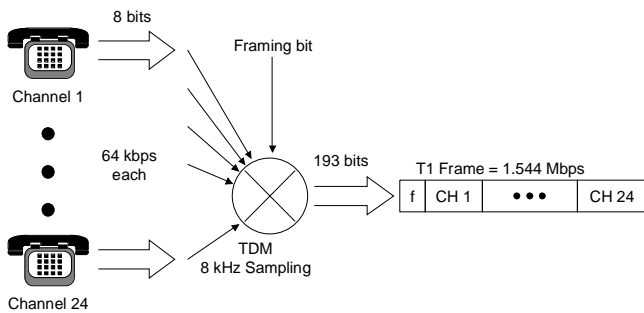 8 bits
Framing bit
Channel 1
64 kbps
each
193 bits
T1 Frame = 1.544 Mbps
f CH 1 CH 24
TDM
8 kHz Sampling
Channel 24